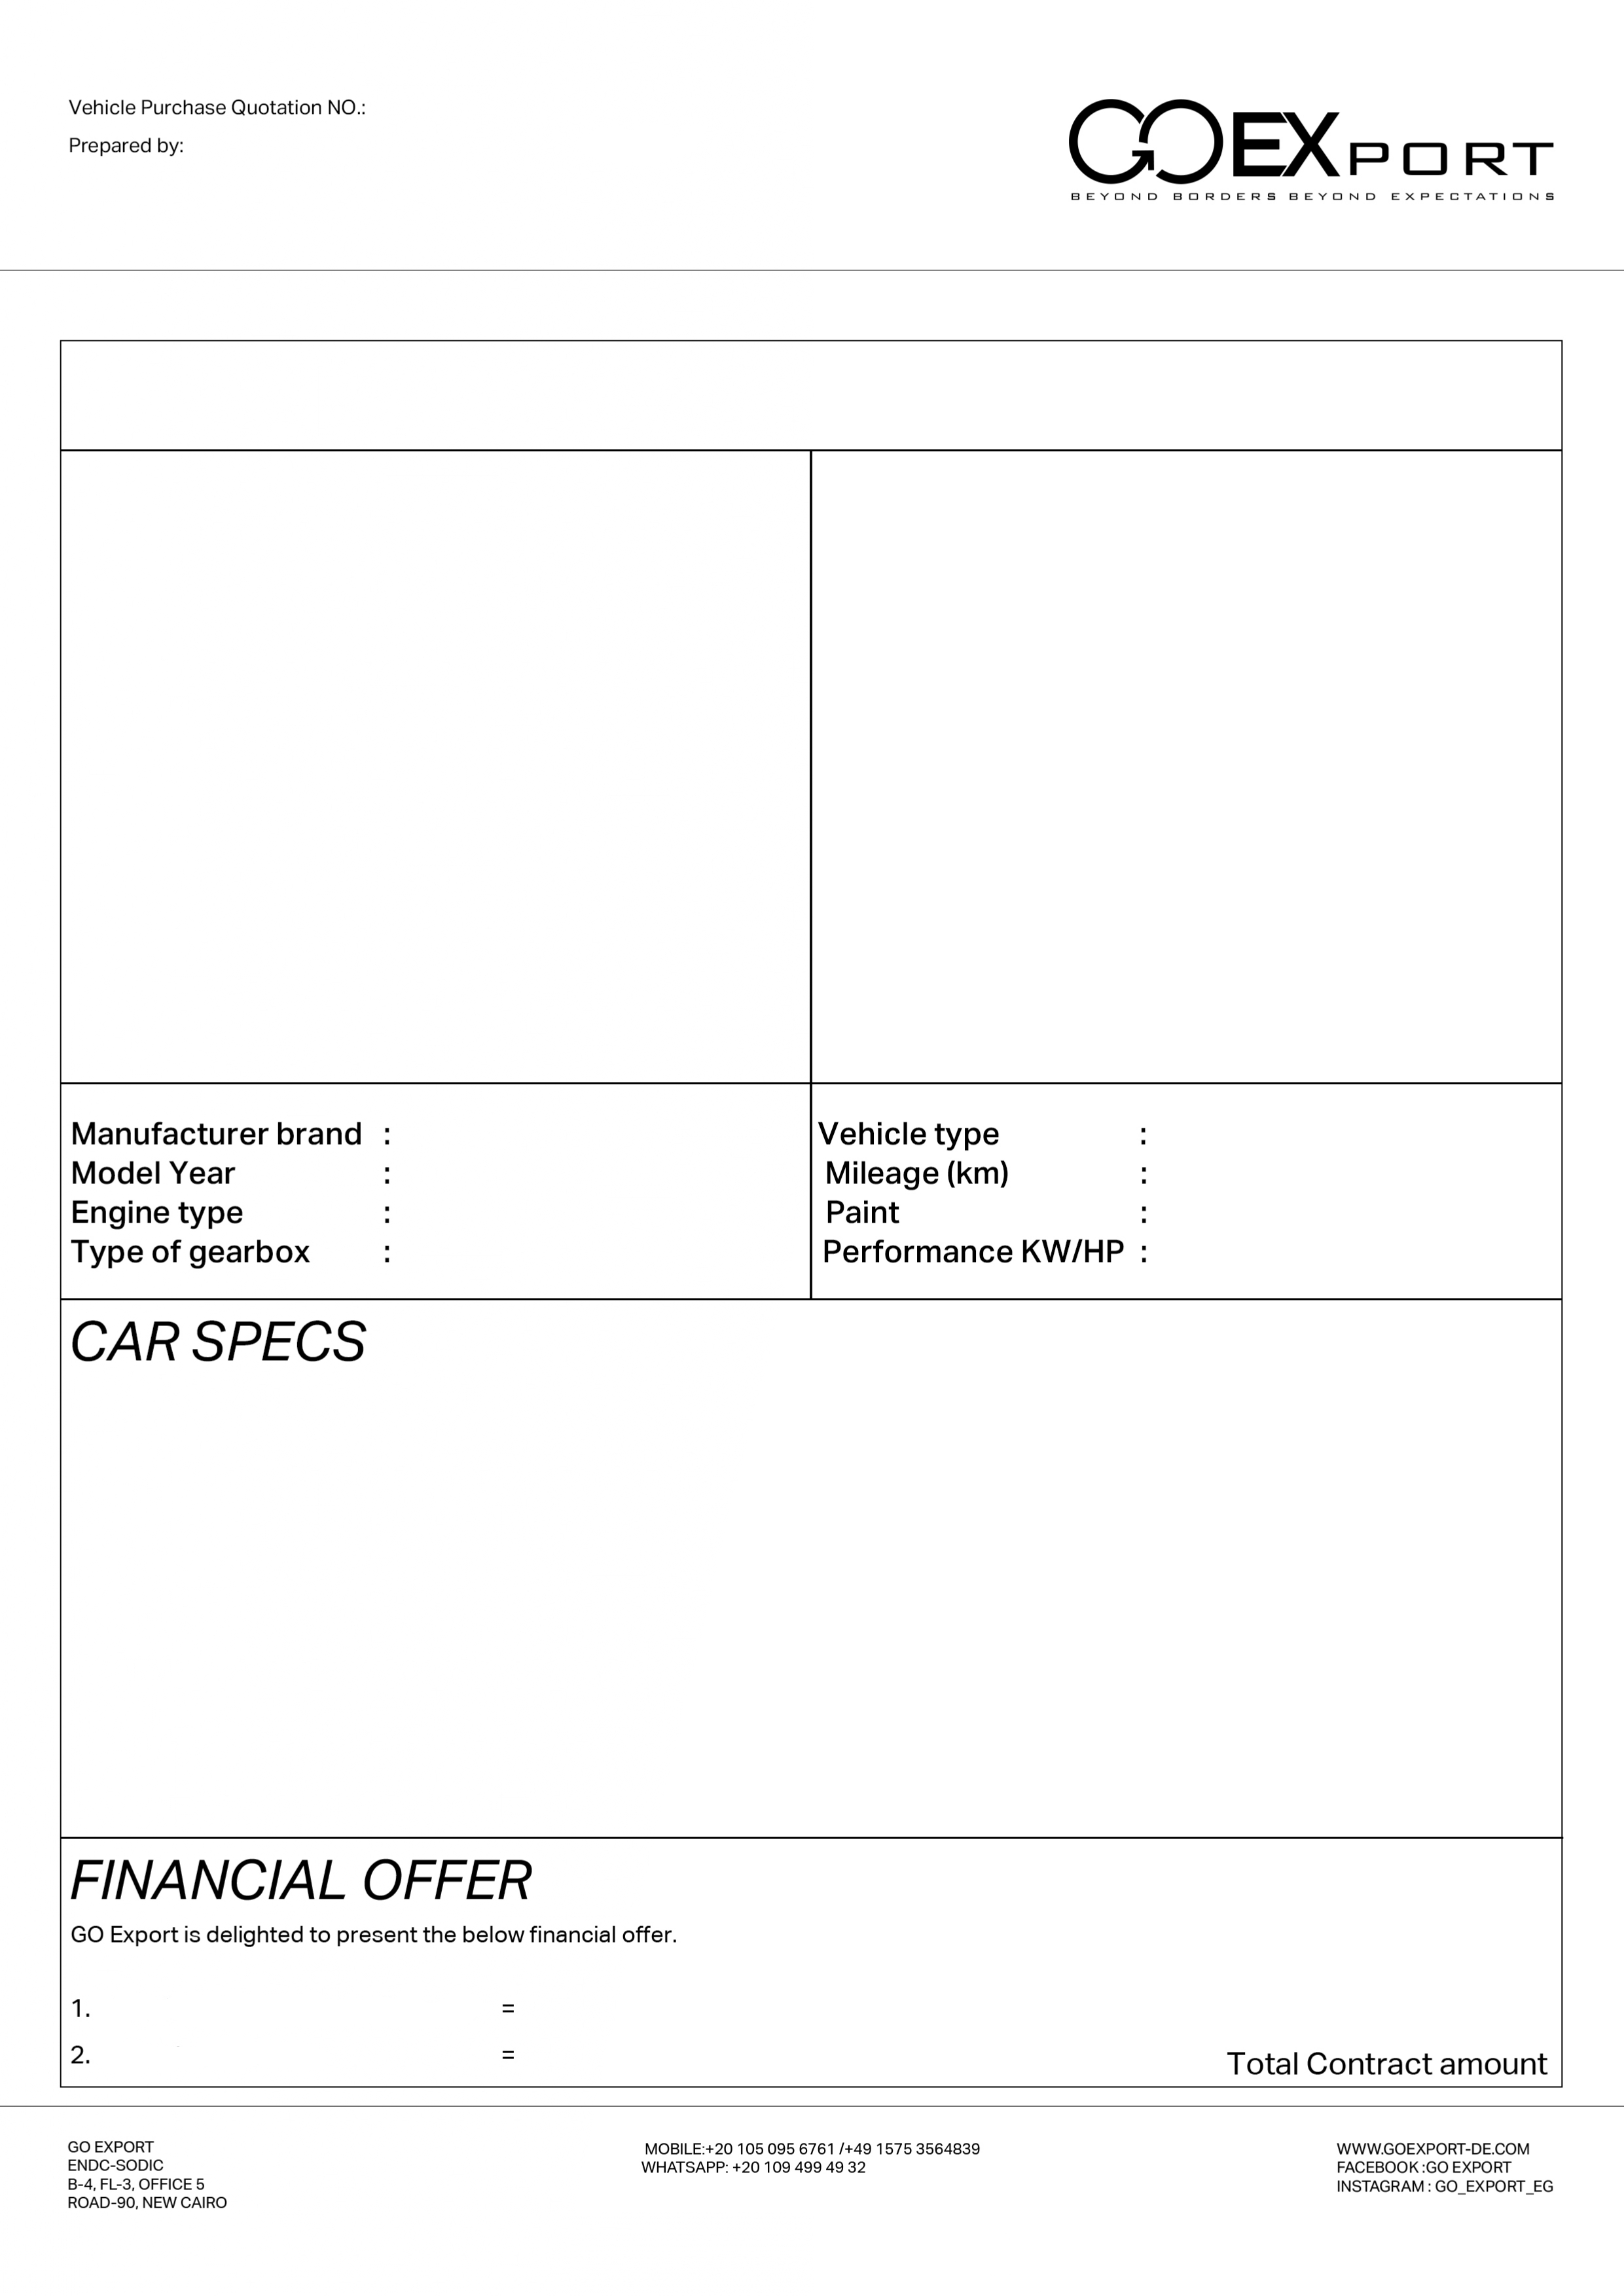 Vehicle Purchase Quotation NO.:
Prepared by:
GOEXPORT
BEYOND BORDERS BEYOND EXPECTATIONS
Manufacturer brand :
Model Year :
Engine type :
Type of gearbox :
Vehicle type :
Mileage (km) :
Paint :
Performance KW/HP :
CAR SPECS
FINANCIAL OFFER
GO Export is delighted to present the below financial offer.
1. =
2. =
Total Contract amount
GO EXPORT
ENDC-SODIC
B-4, FL-3, OFFICE 5
ROAD-90, NEW CAIRO
MOBILE:+20 105 095 6761 /+49 1575 3564839
WHATSAPP: +20 109 499 49 32
WWW.GOEXPORT-DE.COM
FACEBOOK :GO EXPORT
INSTAGRAM : GO_EXPORT_EG